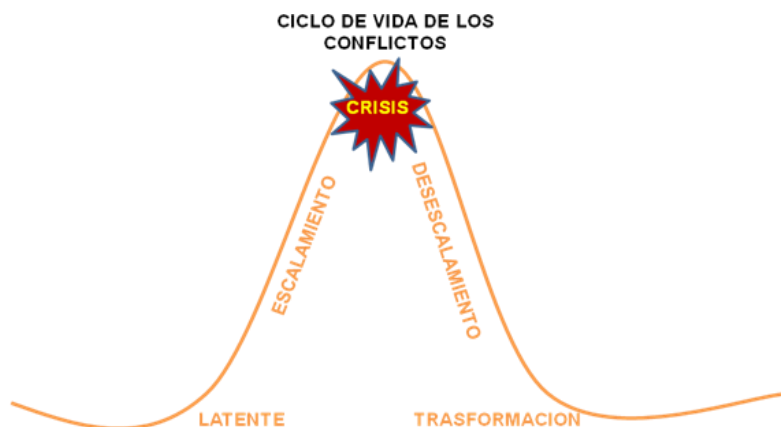 CICLO DE VIDA DE LOS
CONFLICTOS
CRISIS
ESCALAMIENTO
DESESCALAMIENTO
LATENTE
TRASFORMACION